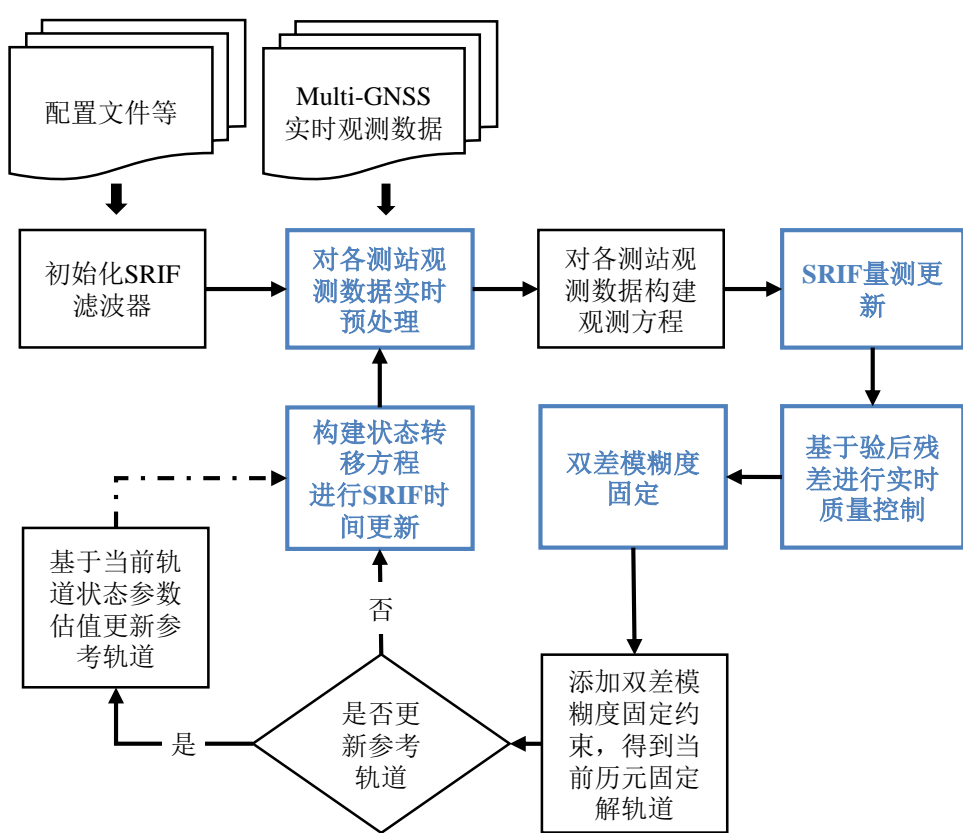 配置文件等
Multi-GNSS
实时观测数据
初始化SRIF
滤波器
对各测站观
测数据实时
预处理
对各测站观
测数据构建
观测方程
SRIF量测更
新
构建状态转
移方程
进行SRIF时
间更新
双差模糊度
固定
基于验后残
差进行实时
质量控制
基于当前轨
道状态参数
估值更新参
考轨道
否
是
是否更
新参考
轨道
添加双差模
糊度固定约
束，得到当
前历元固定
解轨道